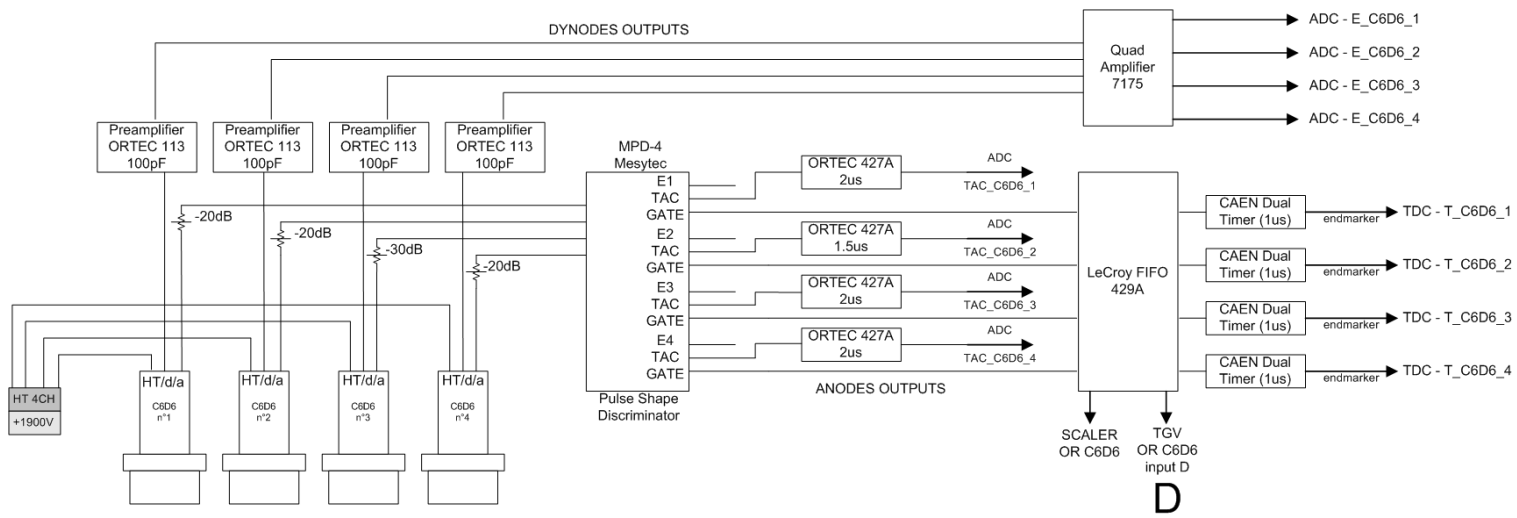 DYNODES OUTPUTS
Quad
Amplifier
7175
ADC - E_C6D6_1
ADC - E_C6D6_2
ADC - E_C6D6_3
ADC - E_C6D6_4
Preamplifier
ORTEC 113
100pF
Preamplifier
ORTEC 113
100pF
Preamplifier
ORTEC 113
100pF
Preamplifier
ORTEC 113
100pF
-20dB
-20dB
-30dB
-20dB
MPD-4
Mesytec
E1
TAC
GATE
E2
TAC
GATE
E3
TAC
GATE
E4
TAC
GATE
Pulse Shape
Discriminator
ORTEC 427A
2us
ADC
TAC_C6D6_1
ORTEC 427A
1.5us
ADC
TAC_C6D6_2
ORTEC 427A
2us
ADC
TAC_C6D6_3
ORTEC 427A
2us
ADC
TAC_C6D6_4
ANODES OUTPUTS
LeCroy FIFO
429A
CAEN Dual
Timer (1us)
endmarker
TDC - T_C6D6_1
CAEN Dual
Timer (1us)
endmarker
TDC - T_C6D6_2
CAEN Dual
Timer (1us)
endmarker
TDC - T_C6D6_3
CAEN Dual
Timer (1us)
endmarker
TDC - T_C6D6_4
HT 4CH
+1900V
HT/d/a
C6D6
n°1
HT/d/a
C6D6
n°2
HT/d/a
C6D6
n°3
HT/d/a
C6D6
n°4
SCALER
OR C6D6
TGV
OR C6D6
input D
D